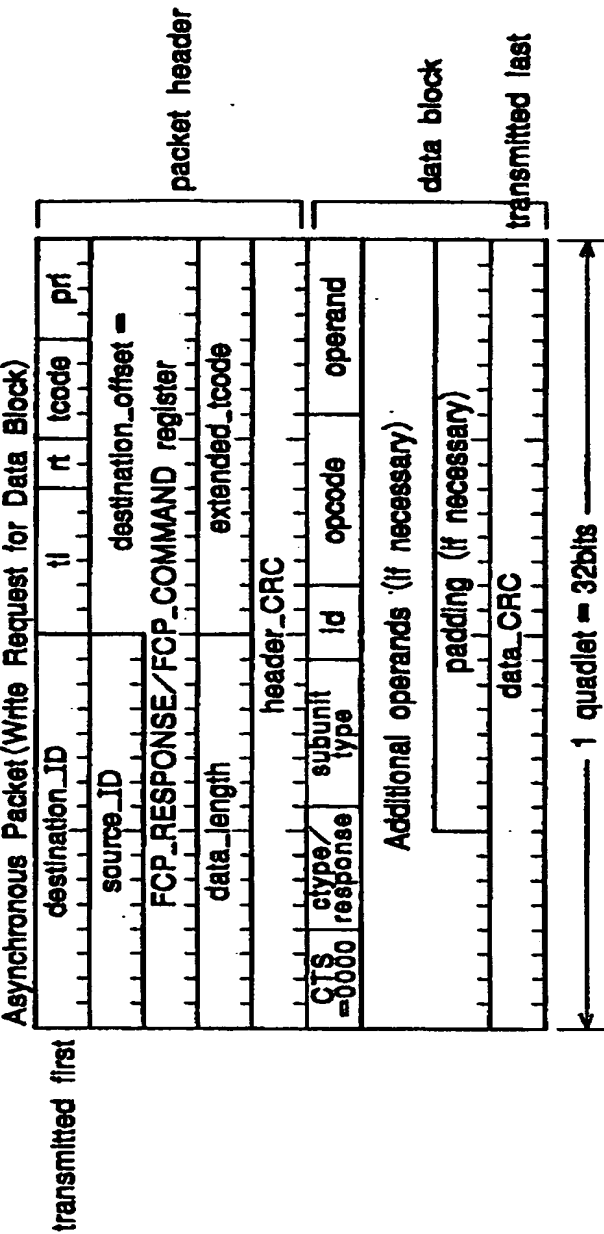 Asynchronous Packet(Write Request for Data Block)
transmitted first
destination_ID tl rt tcode pri
source_ID destination_offset =
FCP_RESPONSE/FCP_COMMAND register
data_length extended_tcode
header_CRC
packet header
CTS =0000 ctype/ response subunit type id opcode operand
Additional operands (if necessary)
padding (if necessary)
data_CRC
data block
transmitted last
1 quadlet = 32bits